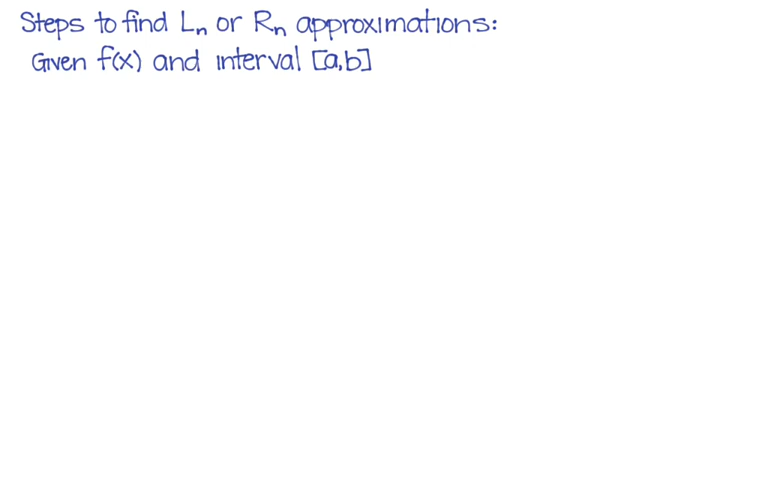 Steps to find Ln or Rn approximations:
Given f(x) and interval [a,b]